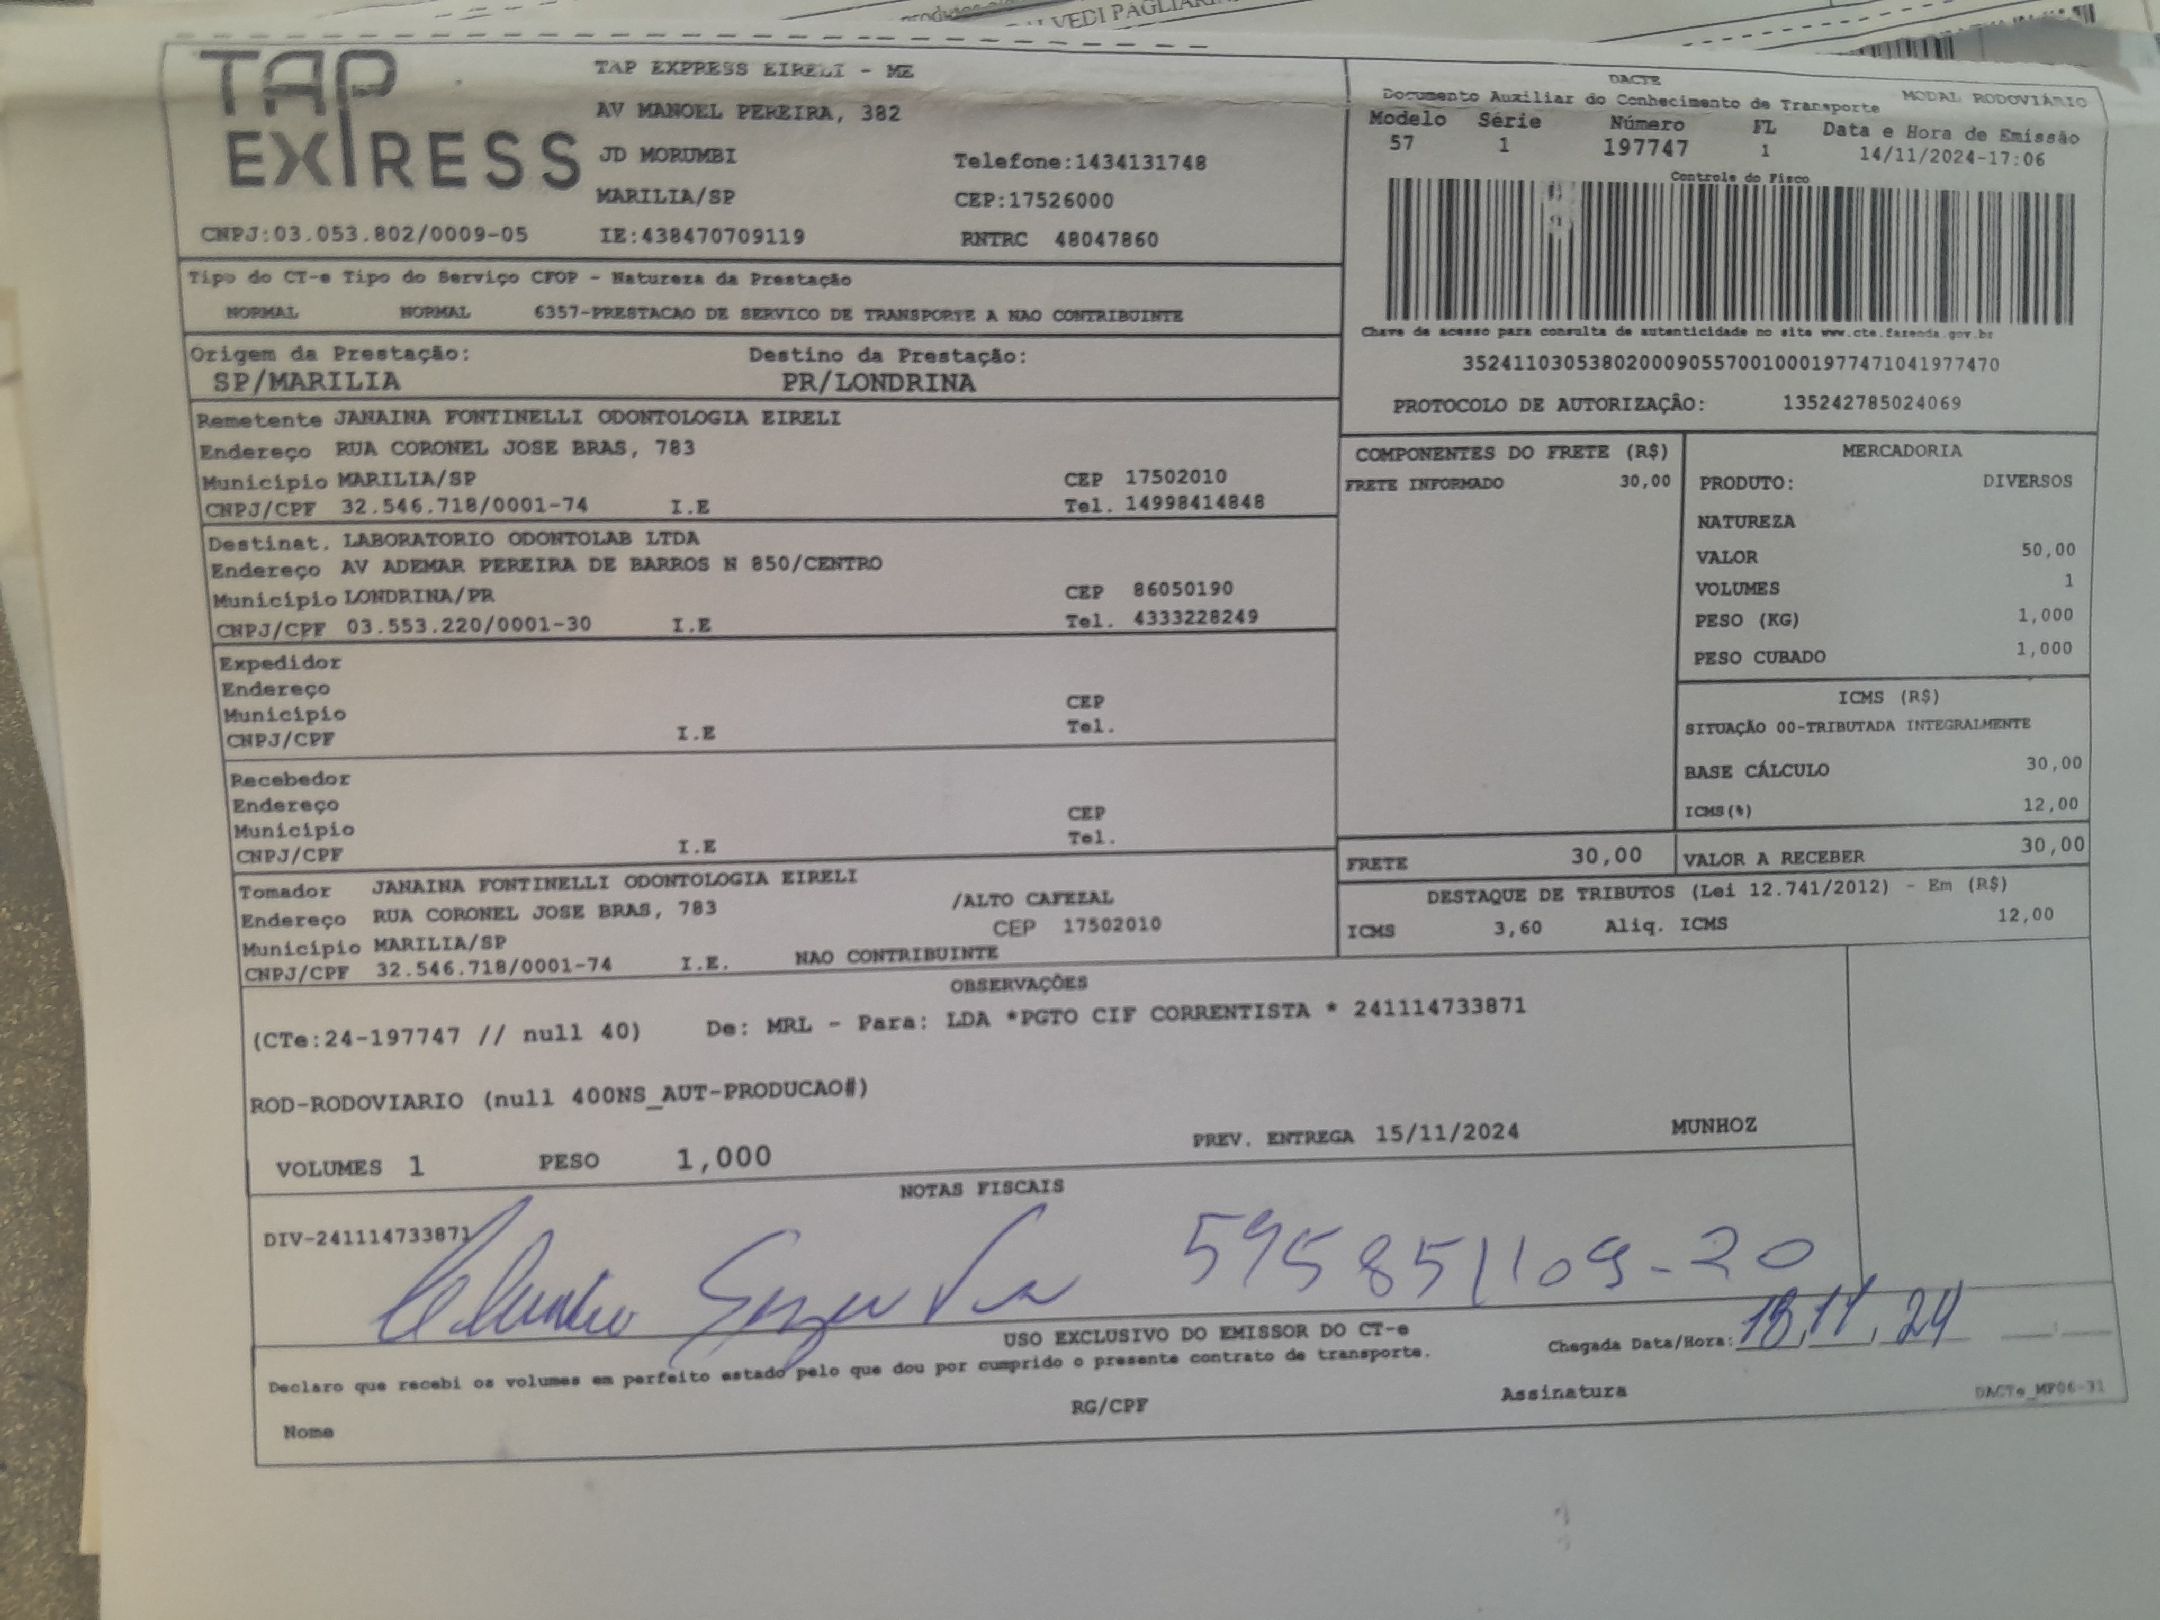 VEDI PAGLIARI
TAP
EXPRESS
TAP EXPRESS EIRELI - ME
AV MANOEL PEREIRA, 382
JD MORUMBI Telefone:1434131748
MARILIA/SP CEP:17526000
CNPJ:03.053.802/0009-05 IE:438470709119 RNTRC 48047860
DACTE
Documento Auxiliar do Conhecimento de Transporte MODAL RODOVIÁRIO
Modelo Série Número FL Data e Hora de Emissão
57 1 197747 1 14/11/2024-17:06
Controle do Fisco
Chave de acesso para consulta de autenticidade no site www.cte.fazenda.gov.br
35241103053802000905570010001977471041977470
PROTOCOLO DE AUTORIZAÇÃO: 135242785024069
Tipo do CT-e Tipo do Serviço CFOP - Natureza da Prestação
NORMAL NORMAL 6357-PRESTACAO DE SERVICO DE TRANSPORTE A NAO CONTRIBUINTE
Origem da Prestação: Destino da Prestação:
SP/MARILIA PR/LONDRINA
Remetente JANAINA FONTINELLI ODONTOLOGIA EIRELI
Endereço RUA CORONEL JOSE BRAS, 783
Município MARILIA/SP CEP 17502010
CNPJ/CPF 32.546.718/0001-74 I.E Tel. 14998414848
Destinat. LABORATORIO ODONTOLAB LTDA
Endereço AV ADEMAR PEREIRA DE BARROS N 850/CENTRO
Município LONDRINA/PR CEP 86050190
CNPJ/CPF 03.553.220/0001-30 I.E Tel. 4333228249
Expedidor
Endereço
Município CEP
CNPJ/CPF I.E Tel.
Recebedor
Endereço
Município CEP
CNPJ/CPF I.E Tel.
Tomador JANAINA FONTINELLI ODONTOLOGIA EIRELI
Endereço RUA CORONEL JOSE BRAS, 783 /ALTO CAFEZAL
Município MARILIA/SP CEP 17502010
CNPJ/CPF 32.546.718/0001-74 I.E. NAO CONTRIBUINTE
COMPONENTES DO FRETE (R$)
FRETE INFORMADO 30,00
MERCADORIA
PRODUTO: DIVERSOS
NATUREZA
VALOR 50,00
VOLUMES 1
PESO (KG) 1,000
PESO CUBADO 1,000
ICMS (R$)
SITUAÇÃO 00-TRIBUTADA INTEGRALMENTE
BASE CÁLCULO 30,00
ICMS(%) 12,00
FRETE 30,00 VALOR A RECEBER 30,00
DESTAQUE DE TRIBUTOS (Lei 12.741/2012) - Em (R$)
ICMS 3,60 Aliq. ICMS 12,00
OBSERVAÇÕES
(CTe:24-197747 // null 40) De: MRL - Para: LDA *PGTO CIF CORRENTISTA * 241114733871
ROD-RODOVIARIO (null 400NS_AUT-PRODUCAO#)
VOLUMES 1 PESO 1,000 PREV. ENTREGA 15/11/2024 MUNHOZ
NOTAS FISCAIS
DIV-241114733871
595851109-20
USO EXCLUSIVO DO EMISSOR DO CT-e
Chegada Data/Hora: 18,11,24
Declaro que recebi os volumes em perfeito estado pelo que dou por cumprido o presente contrato de transporte.
Nome RG/CPF Assinatura DACTe_MF06-31